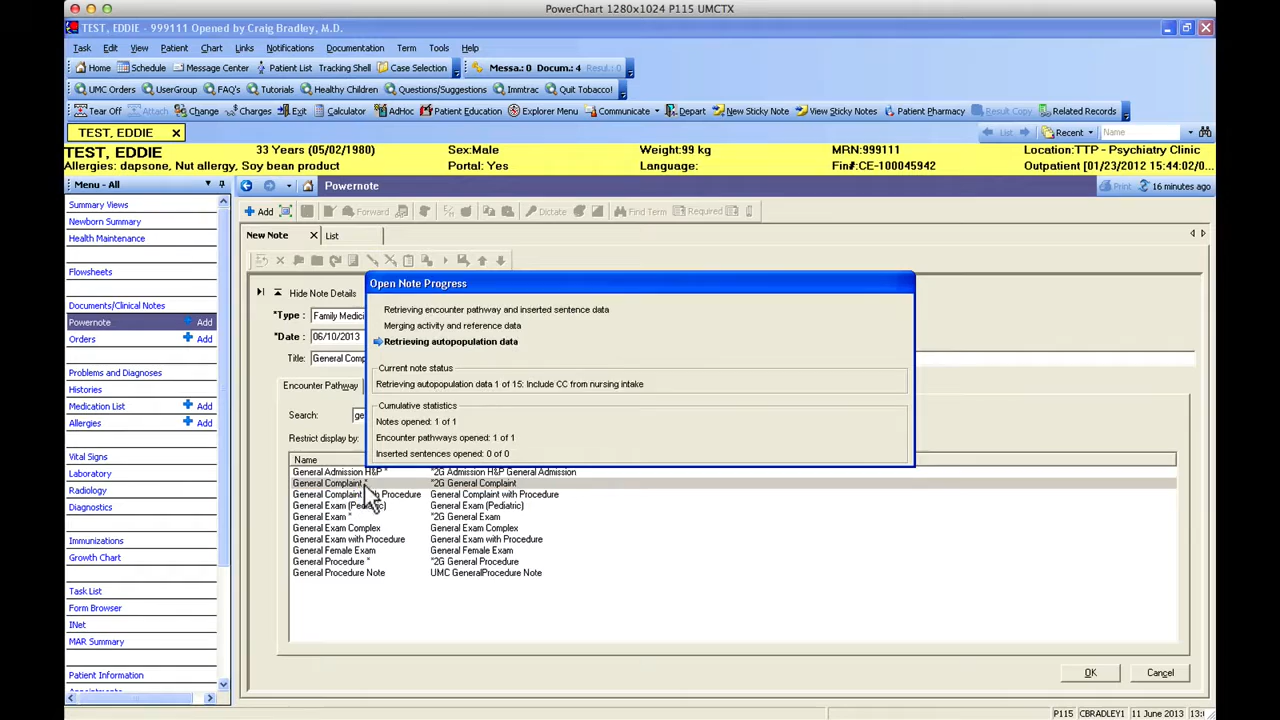 PowerChart 1280x1024 P115 UMCTX
TEST, EDDIE - 999111 Opened by Craig Bradley, M.D.
Task Edit View Patient Chart Links Notifications Documentation Term Tools Help
Home Schedule Message Center Patient List Tracking Shell Case Selection Messa.: 0 Docum.: 4 Resul.: 0
UMC Orders UserGroup FAQ's Tutorials Healthy Children Questions/Suggestions Immtrac Quit Tobacco!
Tear Off Attach Change Charges Exit Calculator AdHoc Patient Education Explorer Menu Communicate Depart New Sticky Note View Sticky Notes Patient Pharmacy Result Copy Related Records
TEST, EDDIE List Recent Name
TEST, EDDIE 33 Years (05/02/1980) Sex:Male Weight:99 kg MRN:999111 Location:TTP - Psychiatry Clinic
Allergies: dapsone, Nut allergy, Soy bean product Portal: Yes Language: Fin#:CE-100045942 Outpatient [01/23/2012 15:44:02/0...
Menu - All Powernote Print 16 minutes ago
Summary Views
Newborn Summary
Health Maintenance
Flowsheets
Documents/Clinical Notes
Powernote Add
Orders Add
Problems and Diagnoses
Histories
Medication List Add
Allergies Add
Vital Signs
Laboratory
Radiology
Diagnostics
Immunizations
Growth Chart
Task List
Form Browser
INet
MAR Summary
Patient Information
Add Forward Dictate Find Term Required
New Note List
Hide Note Details
*Type : Family Medici
*Date : 06/10/2013
Title: General Comp
Encounter Pathway
Search: ge
Restrict display by:
Open Note Progress
Retrieving encounter pathway and inserted sentence data
Merging activity and reference data
Retrieving autopopulation data
Current note status
Retrieving autopopulation data 1 of 15: Include CC from nursing intake
Cumulative statistics
Notes opened: 1 of 1
Encounter pathways opened: 1 of 1
Inserted sentences opened: 0 of 0
Name
General Admission H&P * *2G Admission H&P General Admission
General Complaint * *2G General Complaint
General Complaint with Procedure General Complaint with Procedure
General Exam (Pediatric) General Exam (Pediatric)
General Exam * *2G General Exam
General Exam Complex General Exam Complex
General Exam with Procedure General Exam with Procedure
General Female Exam General Female Exam
General Procedure * *2G General Procedure
General Procedure Note UMC GeneralProcedure Note
OK Cancel
P115 CBRADLEY1 11 June 2013 13: